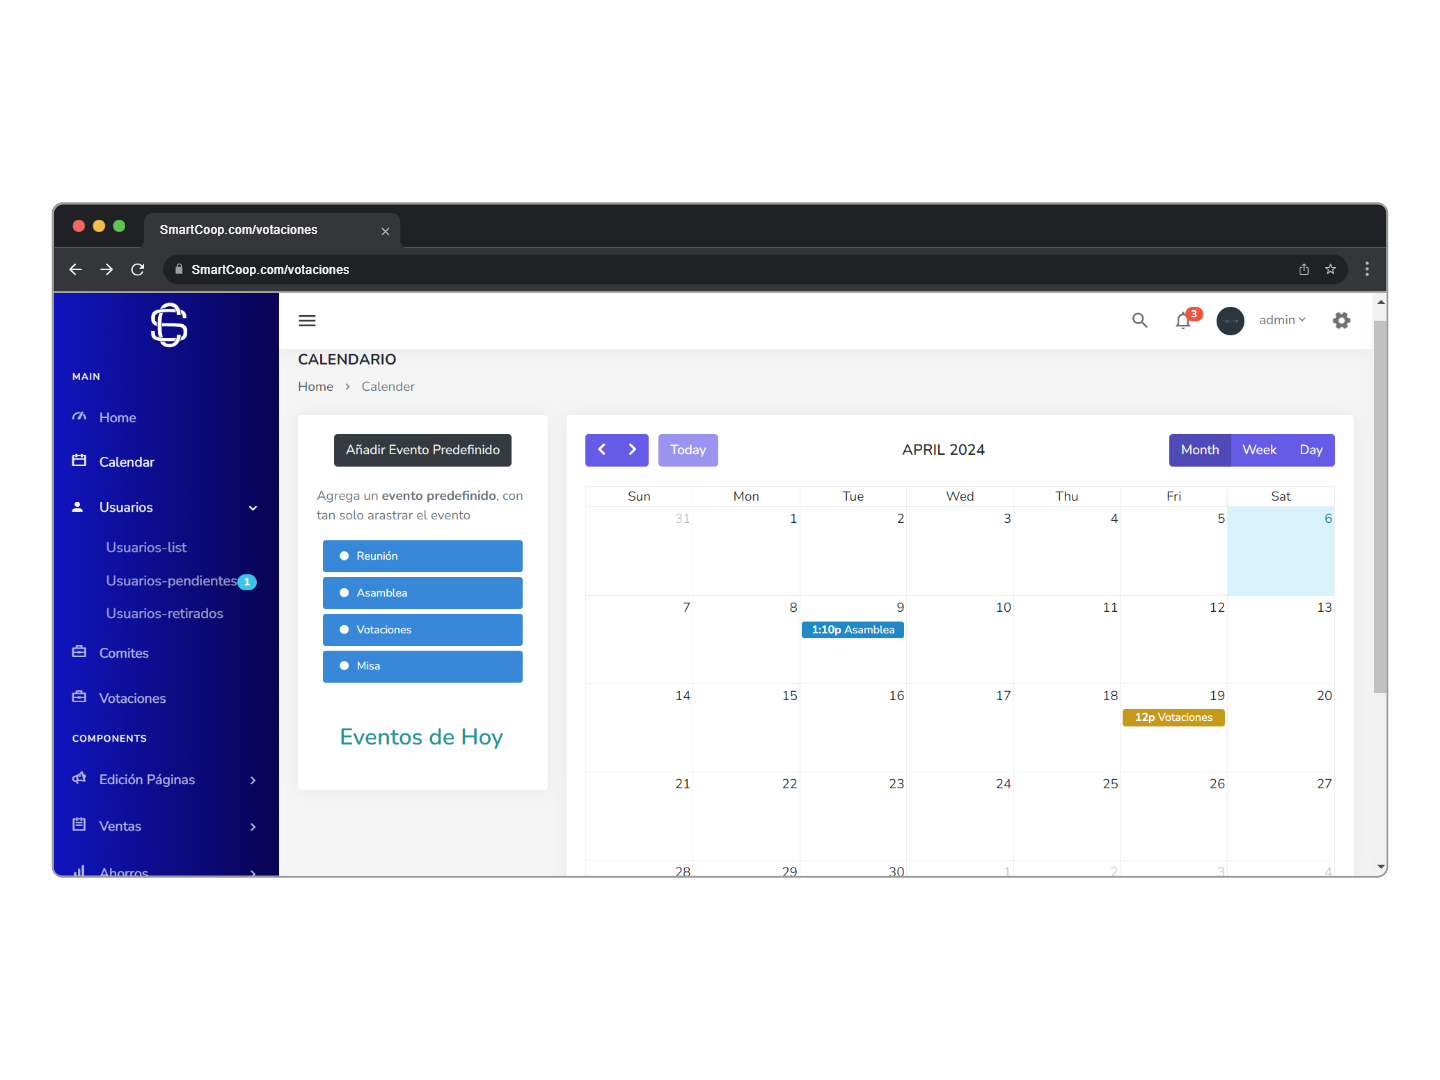 SmartCoop.com/votaciones
SmartCoop.com/votaciones
3
admin
MAIN
Home
Calendar
Usuarios
Usuarios-list
Usuarios-pendientes 1
Usuarios-retirados
Comites
Votaciones
COMPONENTS
Edición Páginas
Ventas
Ahorros
CALENDARIO
Home > Calender
Añadir Evento Predefinido
Agrega un evento predefinido, con
tan solo arastrar el evento
Reunión
Asamblea
Votaciones
Misa
Eventos de Hoy
Today
APRIL 2024
Month Week Day
Sun Mon Tue Wed Thu Fri Sat
31 1 2 3 4 5 6
7 8 9 10 11 12 13
1:10p Asamblea
14 15 16 17 18 19 20
12p Votaciones
21 22 23 24 25 26 27
28 29 30 1 2 3 4